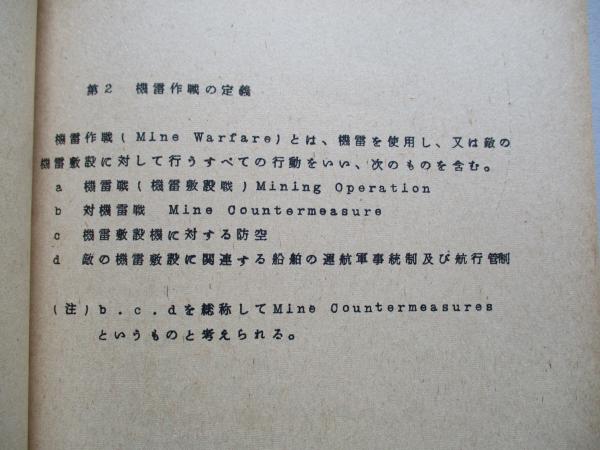 第2 機雷作戦の定義
機雷作戦(Mine Warfare)とは、機雷を使用し、又は敵の
機雷敷設に対して行うすべての行動をいい、次のものを含む。
a 機雷戦(機雷敷設戦)Mining Operation
b 対機雷戦 Mine Countermeasure
c 機雷敷設機に対する防空
d 敵の機雷敷設に関連する船舶の運航軍事統制及び航行管制
(注)b.c.dを総称してMine Countermeasures
というものと考えられる。